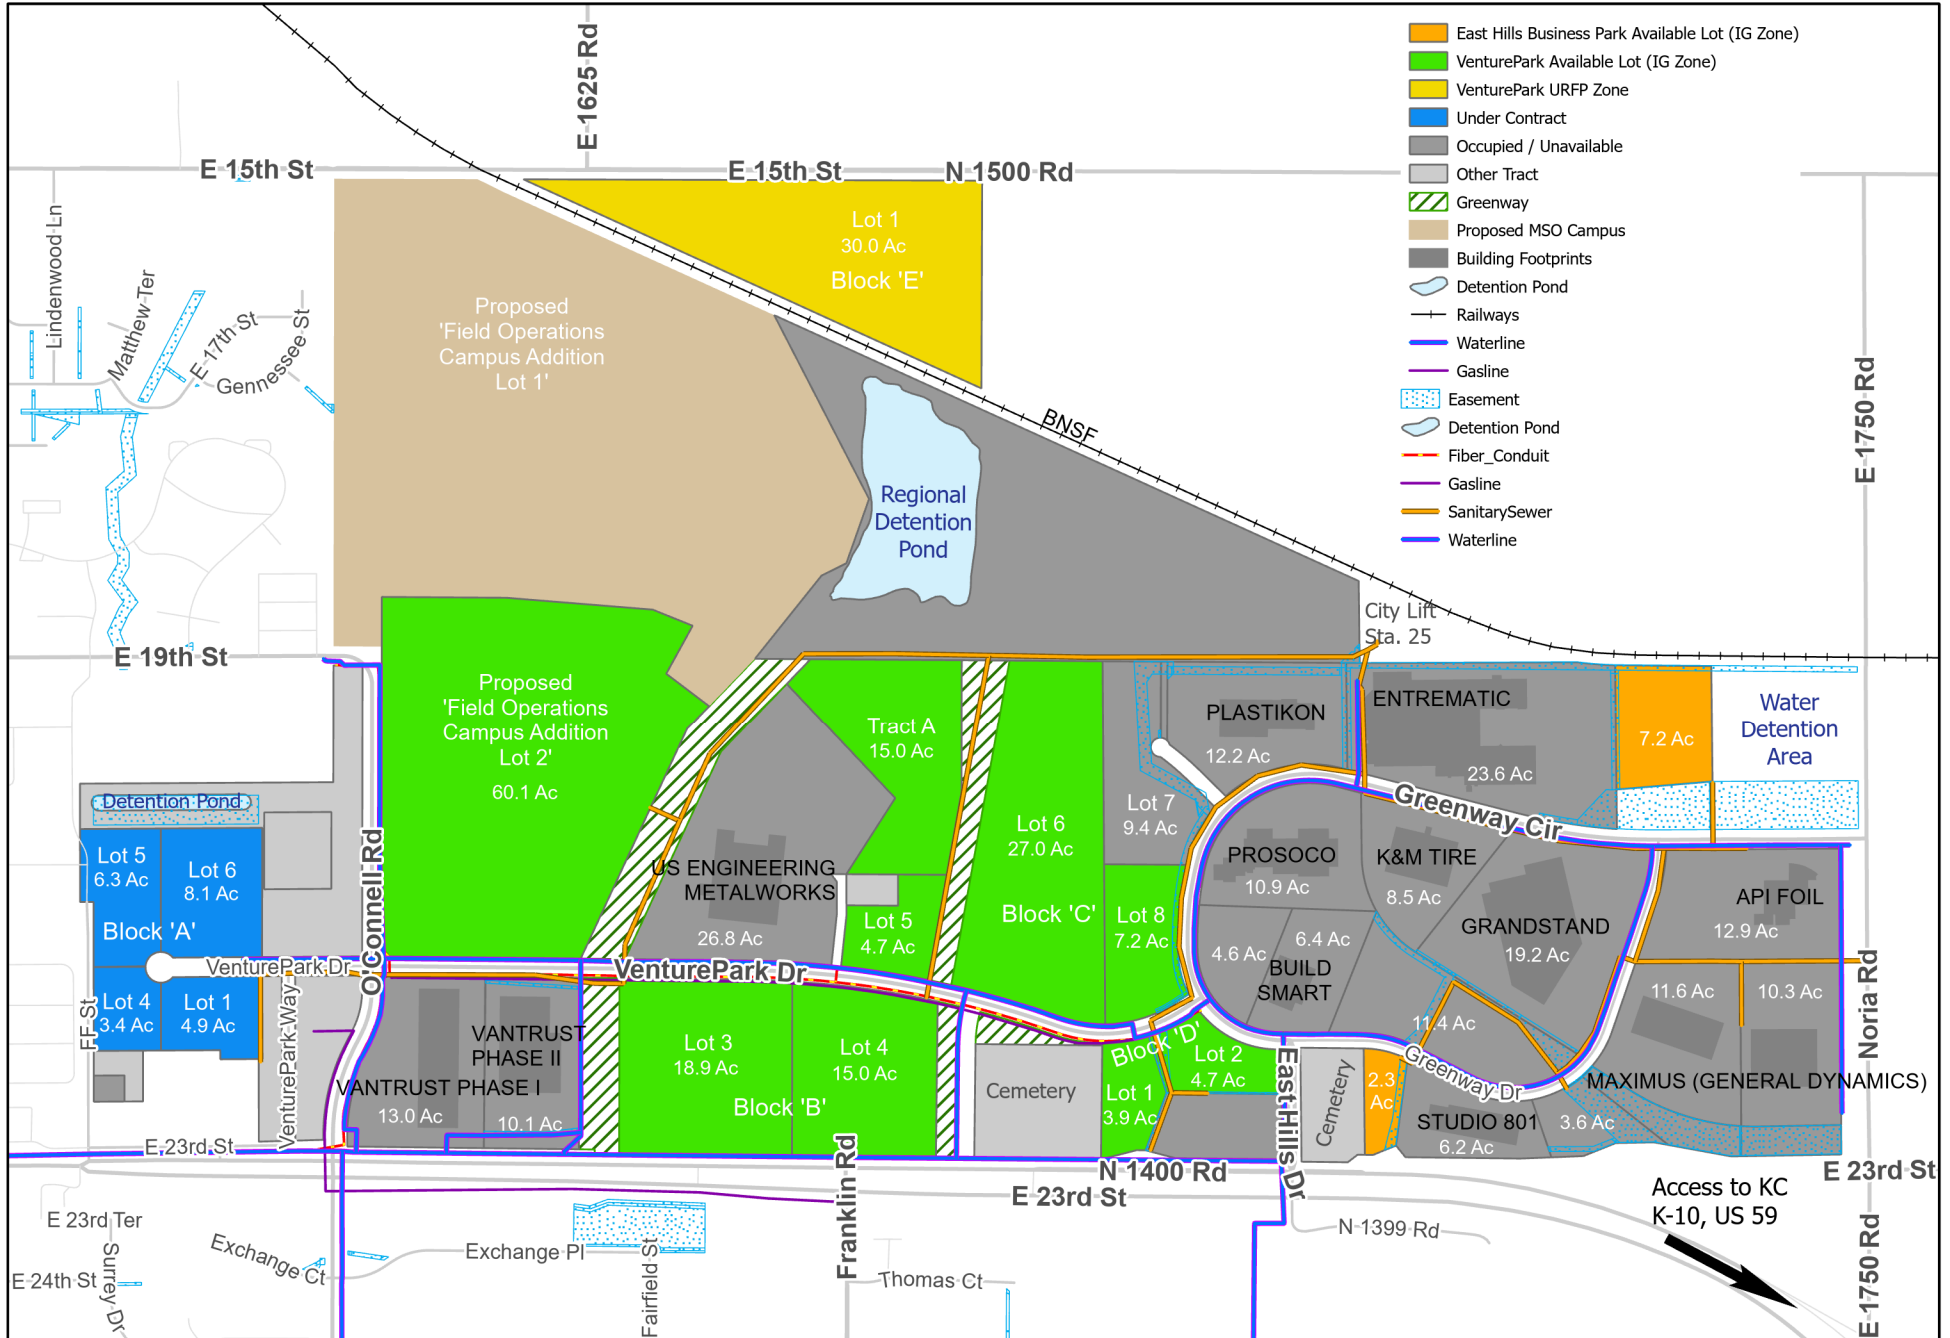 East Hills Business Park Available Lot (IG Zone)
VenturePark Available Lot (IG Zone)
VenturePark URFP Zone
Under Contract
Occupied / Unavailable
Other Tract
Greenway
Proposed MSO Campus
Building Footprints
Detention Pond
Railways
Waterline
Gasline
Easement
Detention Pond
Fiber_Conduit
Gasline
SanitarySewer
Waterline
E 1625 Rd
E 15th St
E 15th St
N 1500 Rd
Lindenwood Ln
Matthew Ter
E 17th St
Gennessee St
Lot 1
30.0 Ac
Block 'E'
Proposed
'Field Operations
Campus Addition
Lot 1'
BNSF
E 1750 Rd
Regional
Detention
Pond
City Lift
Sta. 25
E 19th St
Proposed
'Field Operations
Campus Addition
Lot 2'
60.1 Ac
Tract A
15.0 Ac
PLASTIKON
12.2 Ac
ENTREMATIC
23.6 Ac
7.2 Ac
Water
Detention
Area
Detention Pond
Lot 5
6.3 Ac
Lot 6
8.1 Ac
Block 'A'
Lot 4
3.4 Ac
Lot 1
4.9 Ac
FF St
VenturePark Dr
VenturePark Way
O'Connell Rd
US ENGINEERING
METALWORKS
26.8 Ac
Lot 5
4.7 Ac
Lot 6
27.0 Ac
Block 'C'
Lot 7
9.4 Ac
Lot 8
7.2 Ac
Greenway Cir
PROSOCO
10.9 Ac
K&M TIRE
8.5 Ac
GRANDSTAND
19.2 Ac
API FOIL
12.9 Ac
4.6 Ac
6.4 Ac
BUILD
SMART
11.4 Ac
11.6 Ac
10.3 Ac
Noria Rd
VenturePark Dr
VANTRUST
PHASE II
10.1 Ac
VANTRUST PHASE I
13.0 Ac
Lot 3
18.9 Ac
Lot 4
15.0 Ac
Block 'B'
Cemetery
Block 'D'
Lot 1
3.9 Ac
Lot 2
4.7 Ac
East Hills Dr
Cemetery
2.3
Ac
Greenway Dr
STUDIO 801
6.2 Ac
3.6 Ac
MAXIMUS (GENERAL DYNAMICS)
E 23rd St
N 1400 Rd
E 23rd St
E 23rd St
Franklin Rd
Access to KC
K-10, US 59
E 1750 Rd
N 1399 Rd
E 23rd Ter
Surrey Dr
E 24th St
Exchange Ct
Exchange Pl
Fairfield St
Thomas Ct